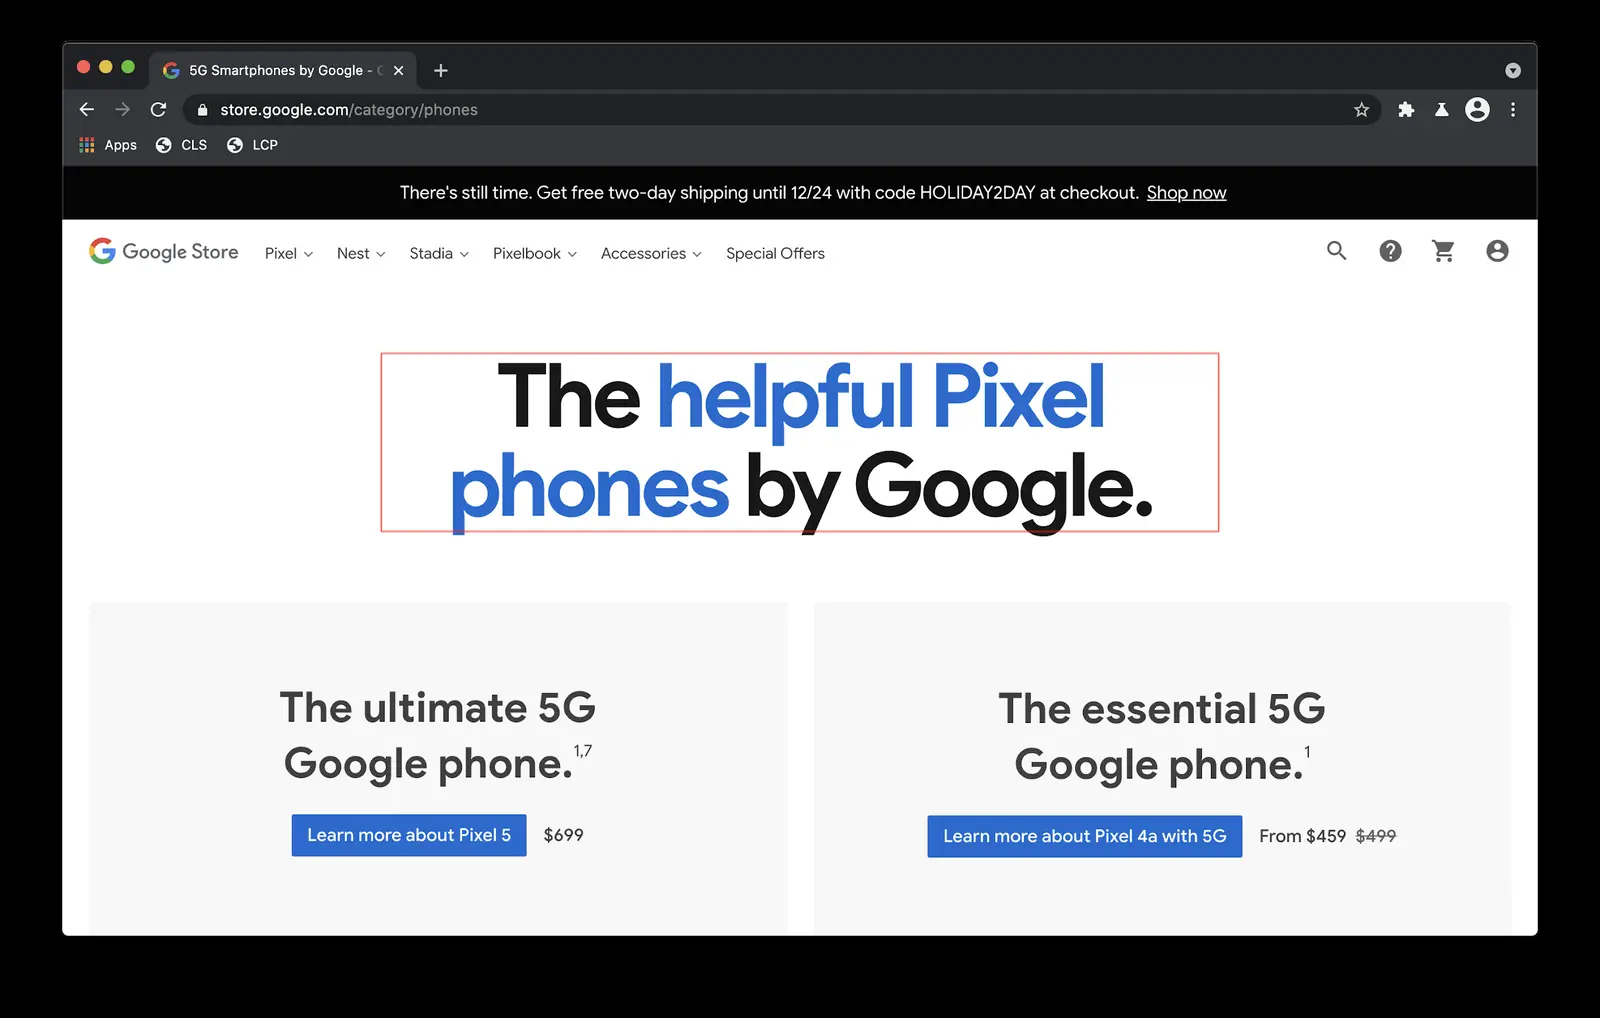 5G Smartphones by Google -
store.google.com/category/phones
Apps CLS LCP
There's still time. Get free two-day shipping until 12/24 with code HOLIDAY2DAY at checkout. Shop now
Google Store Pixel Nest Stadia Pixelbook Accessories Special Offers
The helpful Pixel
phones by Google.
The ultimate 5G
Google phone.1,7
Learn more about Pixel 5 $699
The essential 5G
Google phone.1
Learn more about Pixel 4a with 5G From $459 $499